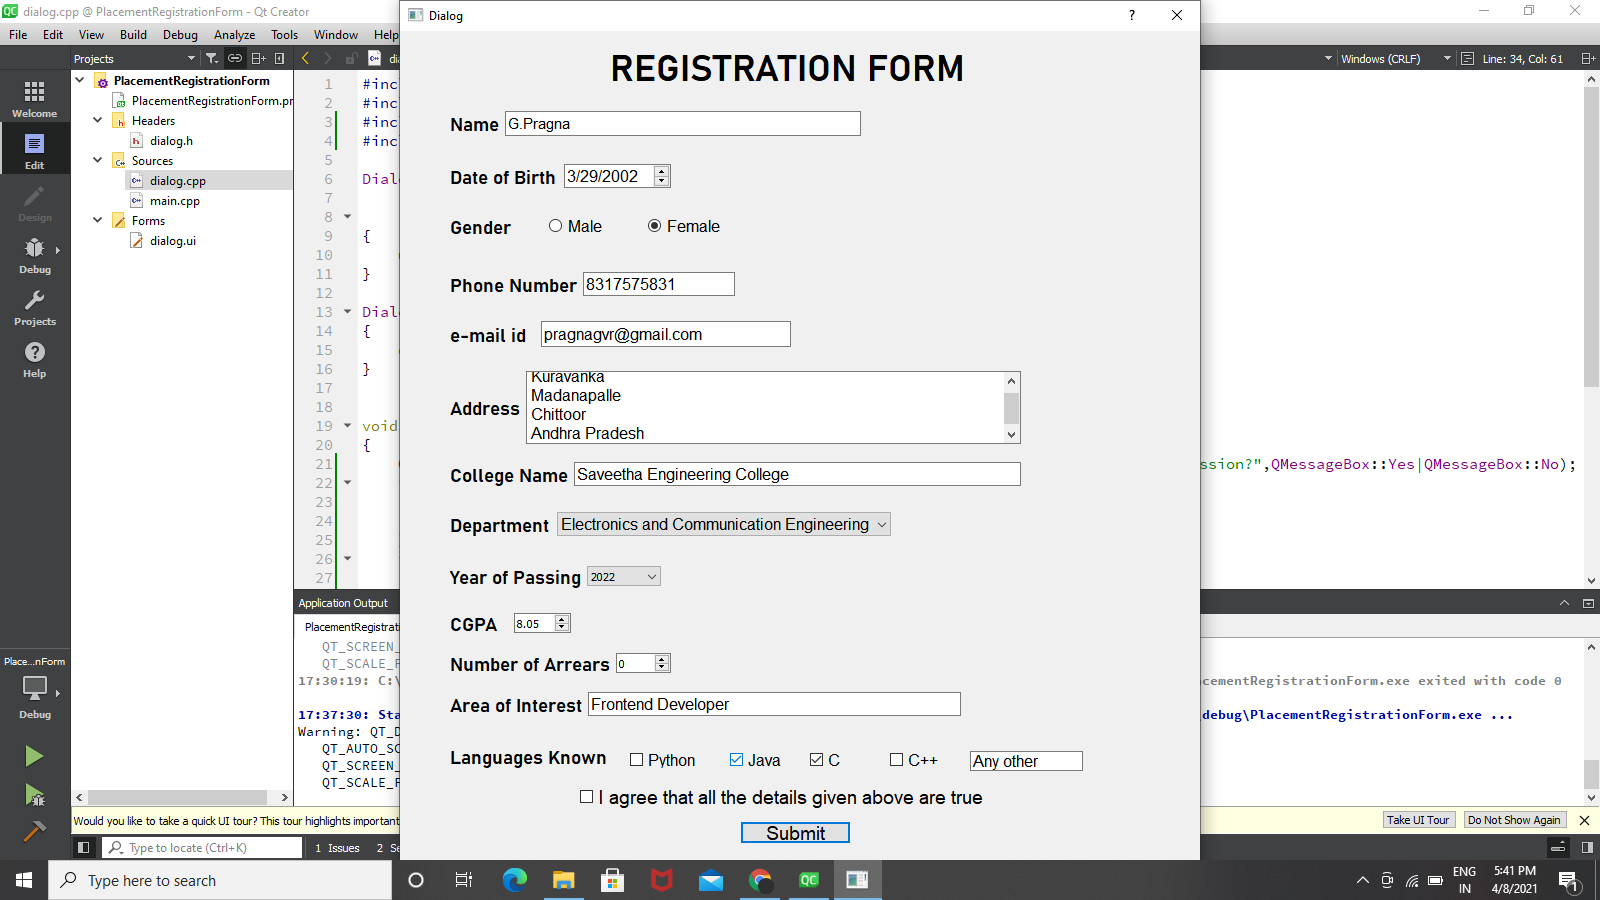 dialog.cpp @ PlacementRegistrationForm - Qt Creator
File Edit View Build Debug Analyze Tools Window Help
Projects
Windows (CRLF)
Line: 34, Col: 61
Welcome
Edit
Design
Debug
Projects
Help
Place...nForm
Debug
PlacementRegistrationForm
PlacementRegistrationForm.pr
Headers
dialog.h
Sources
dialog.cpp
main.cpp
Forms
dialog.ui
1 #incl
2 #inc
3 #inc
4 #inc
5
6 Dial
7
8
9 {
10
11 }
12
13 Dial
14 {
15
16 }
17
18
19 void
20 {
21 ssion?",QMessageBox::Yes|QMessageBox::No);
22
23
24
25
26
27
Dialog
?
REGISTRATION FORM
Name G.Pragna
Date of Birth 3/29/2002
Gender Male Female
Phone Number 8317575831
e-mail id pragnagvr@gmail.com
Address
Kuravanka
Madanapalle
Chittoor
Andhra Pradesh
College Name Saveetha Engineering College
Department Electronics and Communication Engineering
Year of Passing 2022
CGPA 8.05
Number of Arrears 0
Area of Interest Frontend Developer
Languages Known Python Java C C++ Any other
I agree that all the details given above are true
Submit
Application Output
PlacementRegistrati
QT_SCREEN_
QT_SCALE_F
17:30:19: C:\ cementRegistrationForm.exe exited with code 0
17:37:30: Sta debug\PlacementRegistrationForm.exe ...
Warning: QT_D
QT_AUTO_SC
QT_SCREEN_
QT_SCALE_F
Would you like to take a quick UI tour? This tour highlights important
Take UI Tour
Do Not Show Again
Type to locate (Ctrl+K)
1 Issues
2 Se
Type here to search
QC
ENG
IN
5:41 PM
4/8/2021
1